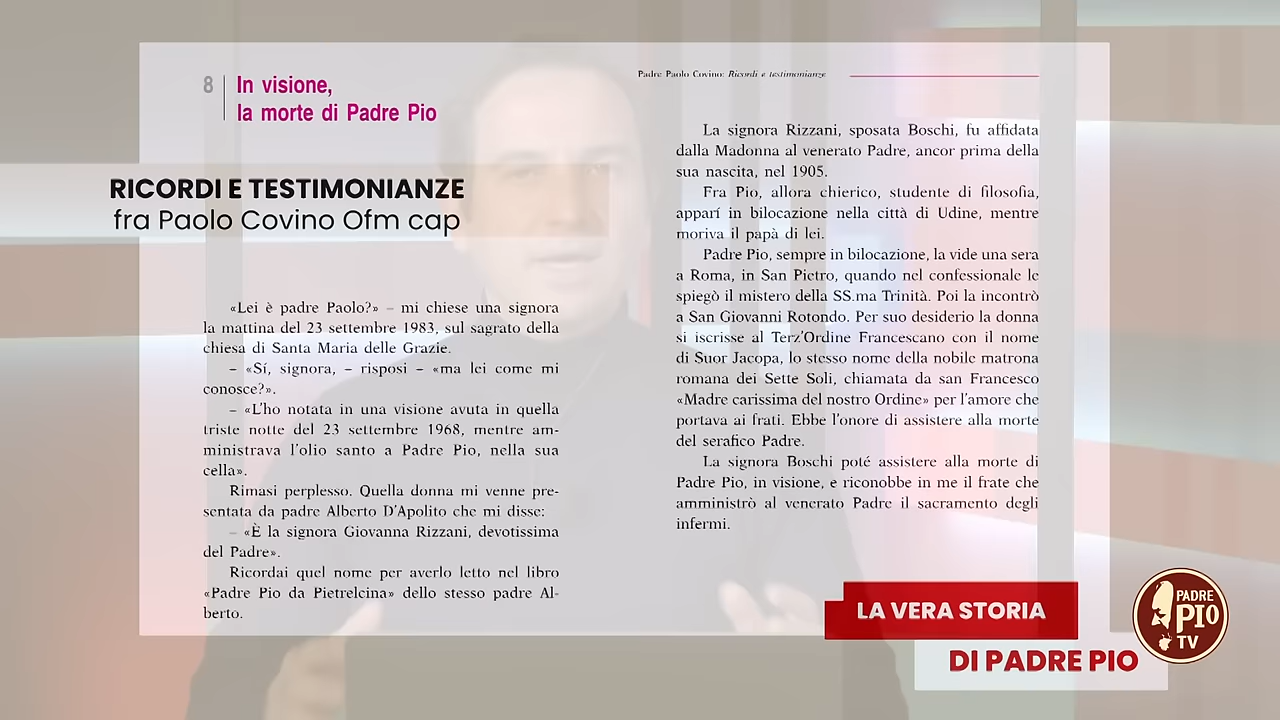 8
In visione,
la morte di Padre Pio
RICORDI E TESTIMONIANZE
fra Paolo Covino Ofm cap
«Lei è padre Paolo?» – mi chiese una signora
la mattina del 23 settembre 1983, sul sagrato della
chiesa di Santa Maria delle Grazie.
– «Sí, signora, – risposi – «ma lei come mi
conosce?».
– «L'ho notata in una visione avuta in quella
triste notte del 23 settembre 1968, mentre am-
ministrava l'olio santo a Padre Pio, nella sua
cella».
Rimasi perplesso. Quella donna mi venne pre-
sentata da padre Alberto D'Apolito che mi disse:
– «È la signora Giovanna Rizzani, devotissima
del Padre».
Ricordai quel nome per averlo letto nel libro
«Padre Pio da Pietrelcina» dello stesso padre Al-
berto.
Padre Paolo Covino: Ricordi e testimonianze
La signora Rizzani, sposata Boschi, fu affidata
dalla Madonna al venerato Padre, ancor prima della
sua nascita, nel 1905.
Fra Pio, allora chierico, studente di filosofia,
apparí in bilocazione nella città di Udine, mentre
moriva il papà di lei.
Padre Pio, sempre in bilocazione, la vide una sera
a Roma, in San Pietro, quando nel confessionale le
spiegò il mistero della SS.ma Trinità. Poi la incontrò
a San Giovanni Rotondo. Per suo desiderio la donna
si iscrisse al Terz'Ordine Francescano con il nome
di Suor Jacopa, lo stesso nome della nobile matrona
romana dei Sette Soli, chiamata da san Francesco
«Madre carissima del nostro Ordine» per l'amore che
portava ai frati. Ebbe l'onore di assistere alla morte
del serafico Padre.
La signora Boschi poté assistere alla morte di
Padre Pio, in visione, e riconobbe in me il frate che
amministrò al venerato Padre il sacramento degli
infermi.
LA VERA STORIA
DI PADRE PIO
PADRE
PIO
TV